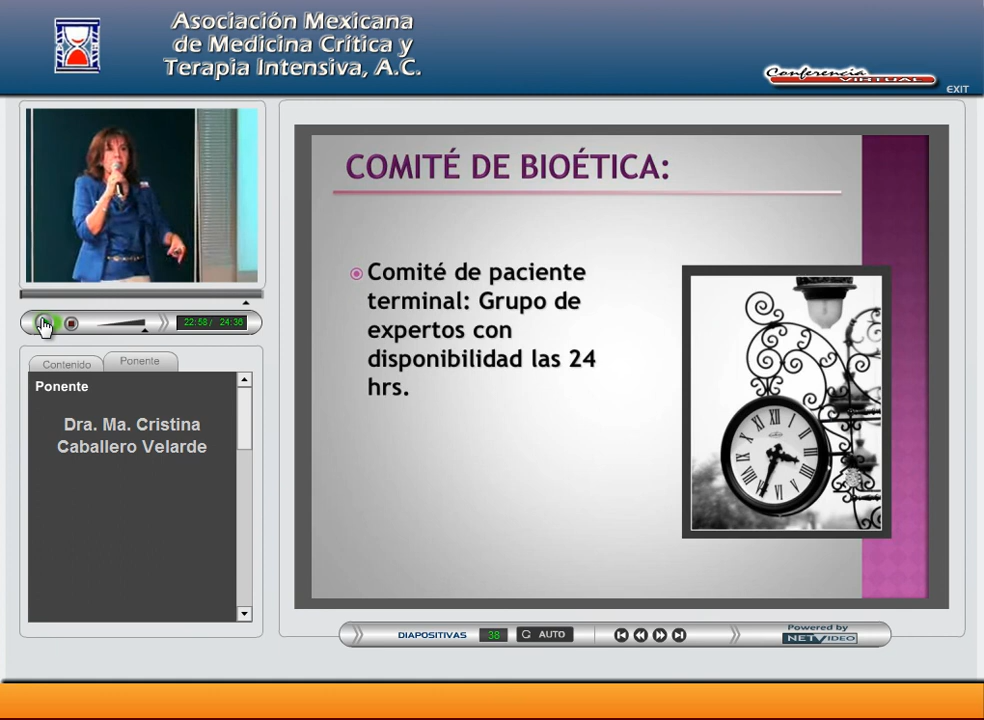 Asociación Mexicana
de Medicina Crítica y
Terapia Intensiva, A.C.
Conferencia
VIRTUAL
EXIT
COMITÉ DE BIOÉTICA:
Comité de paciente
terminal: Grupo de
expertos con
disponibilidad las 24
hrs.
22:58 / 24:36
Contenido
Ponente
Ponente
Dra. Ma. Cristina
Caballero Velarde
XII
DIAPOSITIVAS
38
AUTO
Powered by
NETVIDEO